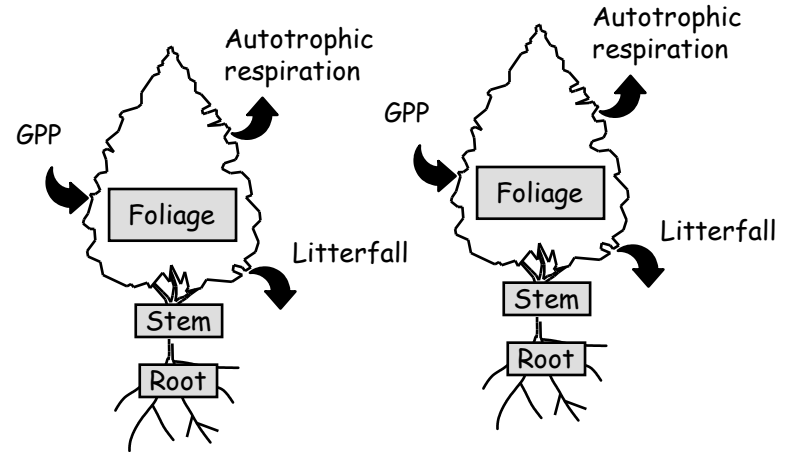 Autotrophic
respiration
GPP
Foliage
Litterfall
Stem
Root
Autotrophic
respiration
GPP
Foliage
Litterfall
Stem
Root